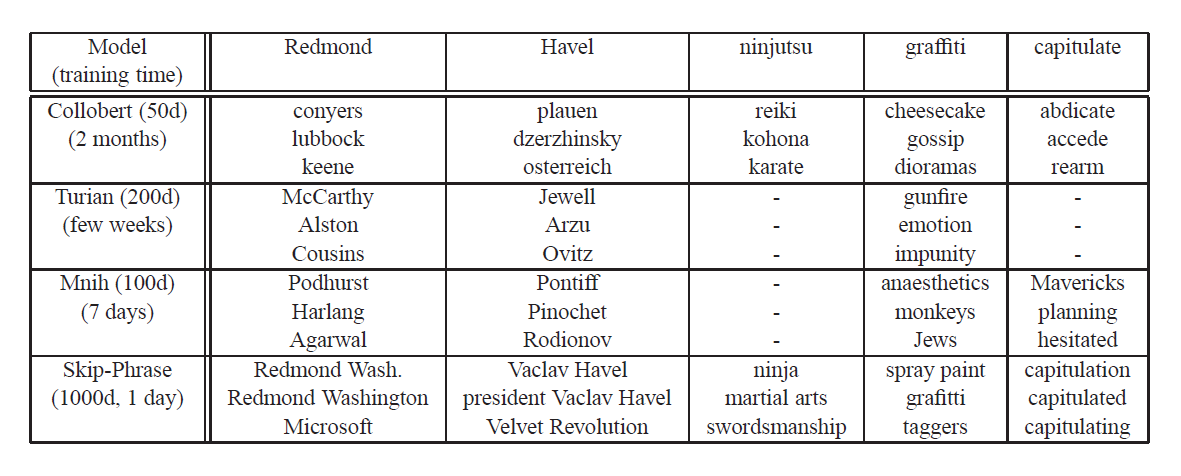 Model Redmond Havel ninjutsu graffiti capitulate
(training time)
Collobert (50d) conyers plauen reiki cheesecake abdicate
(2 months) lubbock dzerzhinsky kohona gossip accede
keene osterreich karate dioramas rearm
Turian (200d) McCarthy Jewell - gunfire -
(few weeks) Alston Arzu - emotion -
Cousins Ovitz - impunity -
Mnih (100d) Podhurst Pontiff - anaesthetics Mavericks
(7 days) Harlang Pinochet - monkeys planning
Agarwal Rodionov - Jews hesitated
Skip-Phrase Redmond Wash. Vaclav Havel ninja spray paint capitulation
(1000d, 1 day) Redmond Washington president Vaclav Havel martial arts grafitti capitulated
Microsoft Velvet Revolution swordsmanship taggers capitulating